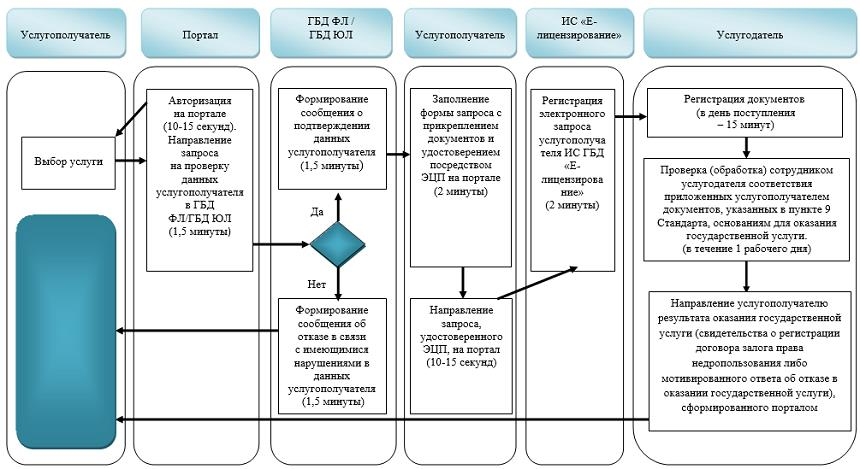 Услугополучатель
Портал
ГБД ФЛ /
ГБД ЮЛ
Услугополучатель
ИС «Е-
лицензирование»
Услугодатель
Выбор услуги
Авторизация
на портале
(10-15 секунд).
Направление
запроса
на проверку
данных
услугополучателя
в ГБД
ФЛ/ГБД ЮЛ
(1,5 минуты)
Формирование
сообщения о
подтверждении
данных
услугополучателя
(1,5 минуты)
Да
Нет
Формирование
сообщения об
отказе в связи
с имеющимися
нарушениями в
данных
услугополучателя
(1,5 минуты)
Заполнение
формы запроса с
прикреплением
документов и
удостоверением
посредством
ЭЦП на портале
(2 минуты)
Направление
запроса,
удостоверенного
ЭЦП, на портал
(10-15 секунд)
Регистрация
электронного
запроса
услугополуча
теля ИС ГБД
«Е-
лицензирова
ние»
(2 минуты)
Регистрация документов
(в день поступления
– 15 минут)
Проверка (обработка) сотрудником
услугодателя соответствия
приложенных услугополучателем
документов, указанных в пункте 9
Стандарта, основаниям для оказания
государственной услуги.
(в течение 1 рабочего дня)
Направление услугополучателю
результата оказания государственной
услуги (свидетельства о регистрации
договора залога права
недропользования либо
мотивированного ответа об отказе в
оказании государственной услуги),
сформированного порталом